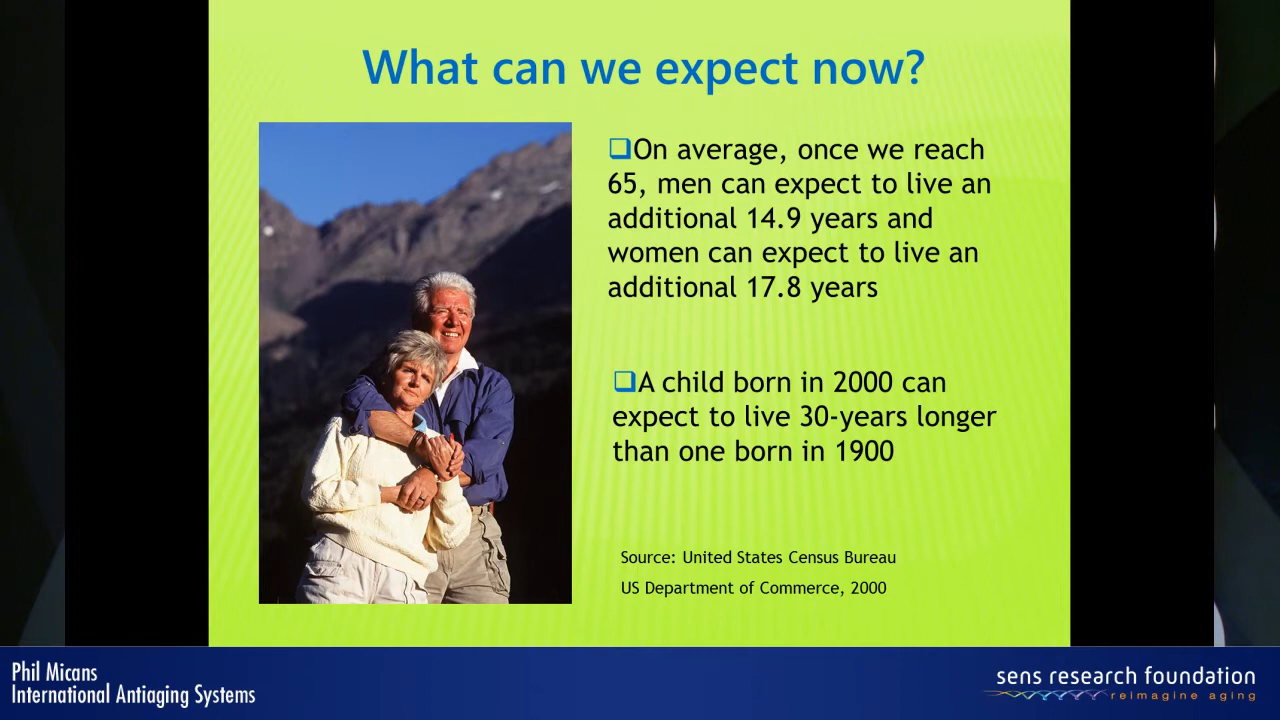 What can we expect now?
❑On average, once we reach
65, men can expect to live an
additional 14.9 years and
women can expect to live an
additional 17.8 years
❑A child born in 2000 can
expect to live 30-years longer
than one born in 1900
Source: United States Census Bureau
US Department of Commerce, 2000
Phil Micans
International Antiaging Systems
sens research foundation
reimagine aging